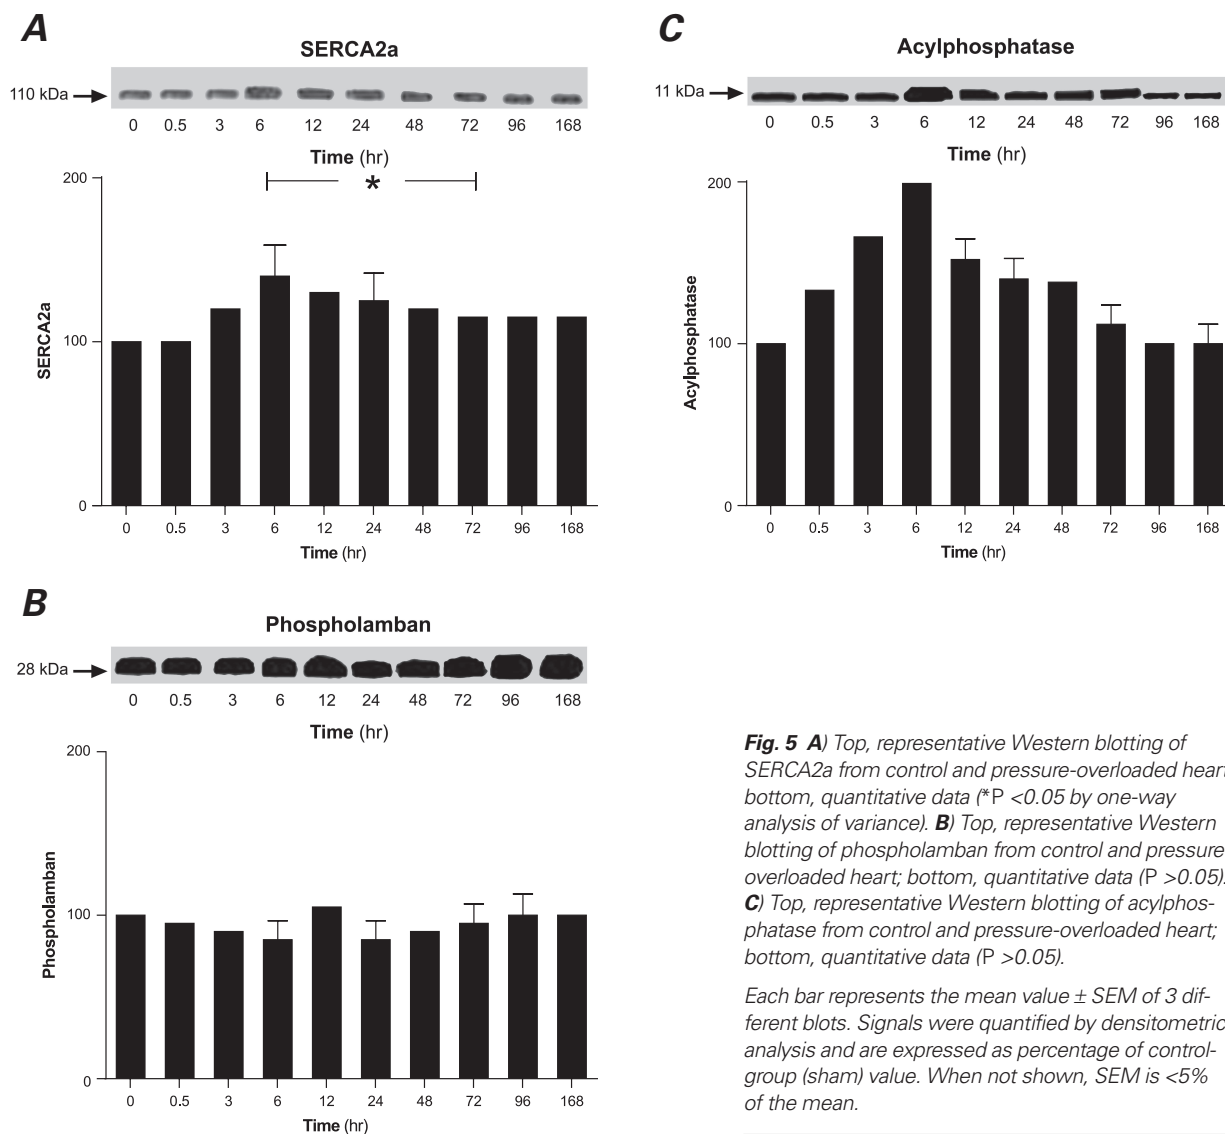 A
SERCA2a
110 kDa
0 0.5 3 6 12 24 48 72 96 168
Time (hr)
200
*
100
0
SERCA2a
0 0.5 3 6 12 24 48 72 96 168
Time (hr)
B
Phospholamban
28 kDa
0 0.5 3 6 12 24 48 72 96 168
Time (hr)
200
100
0
Phospholamban
0 0.5 3 6 12 24 48 72 96 168
Time (hr)
C
Acylphosphatase
11 kDa
0 0.5 3 6 12 24 48 72 96 168
Time (hr)
200
100
0
Acylphosphatase
0 0.5 3 6 12 24 48 72 96 168
Time (hr)
Fig. 5 A) Top, representative Western blotting of
SERCA2a from control and pressure-overloaded heart
bottom, quantitative data (*P <0.05 by one-way
analysis of variance). B) Top, representative Western
blotting of phospholamban from control and pressure
overloaded heart; bottom, quantitative data (P >0.05).
C) Top, representative Western blotting of acylphos-
phatase from control and pressure-overloaded heart;
bottom, quantitative data (P >0.05).
Each bar represents the mean value ± SEM of 3 dif-
ferent blots. Signals were quantified by densitometric
analysis and are expressed as percentage of control-
group (sham) value. When not shown, SEM is <5%
of the mean.